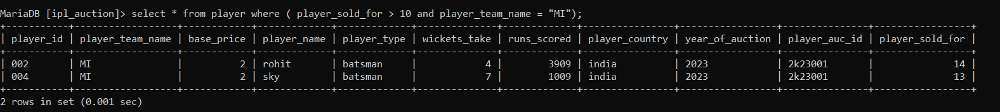 MariaDB [ipl_auction]> select * from player where ( player_sold_for > 10 and player_team_name = "MI");
+-----------+------------------+------------+-------------+-------------+--------------+-------------+----------------+-----------------+---------------+-----------------+
| player_id | player_team_name | base_price | player_name | player_type | wickets_take | runs_scored | player_country | year_of_auction | player_auc_id | player_sold_for |
+-----------+------------------+------------+-------------+-------------+--------------+-------------+----------------+-----------------+---------------+-----------------+
| 002       | MI               |          2 | rohit       | batsman     |            4 |        3909 | india          | 2023            | 2k23001       |              14 |
| 004       | MI               |          2 | sky         | batsman     |            7 |        1009 | india          | 2023            | 2k23001       |              13 |
+-----------+------------------+------------+-------------+-------------+--------------+-------------+----------------+-----------------+---------------+-----------------+
2 rows in set (0.001 sec)